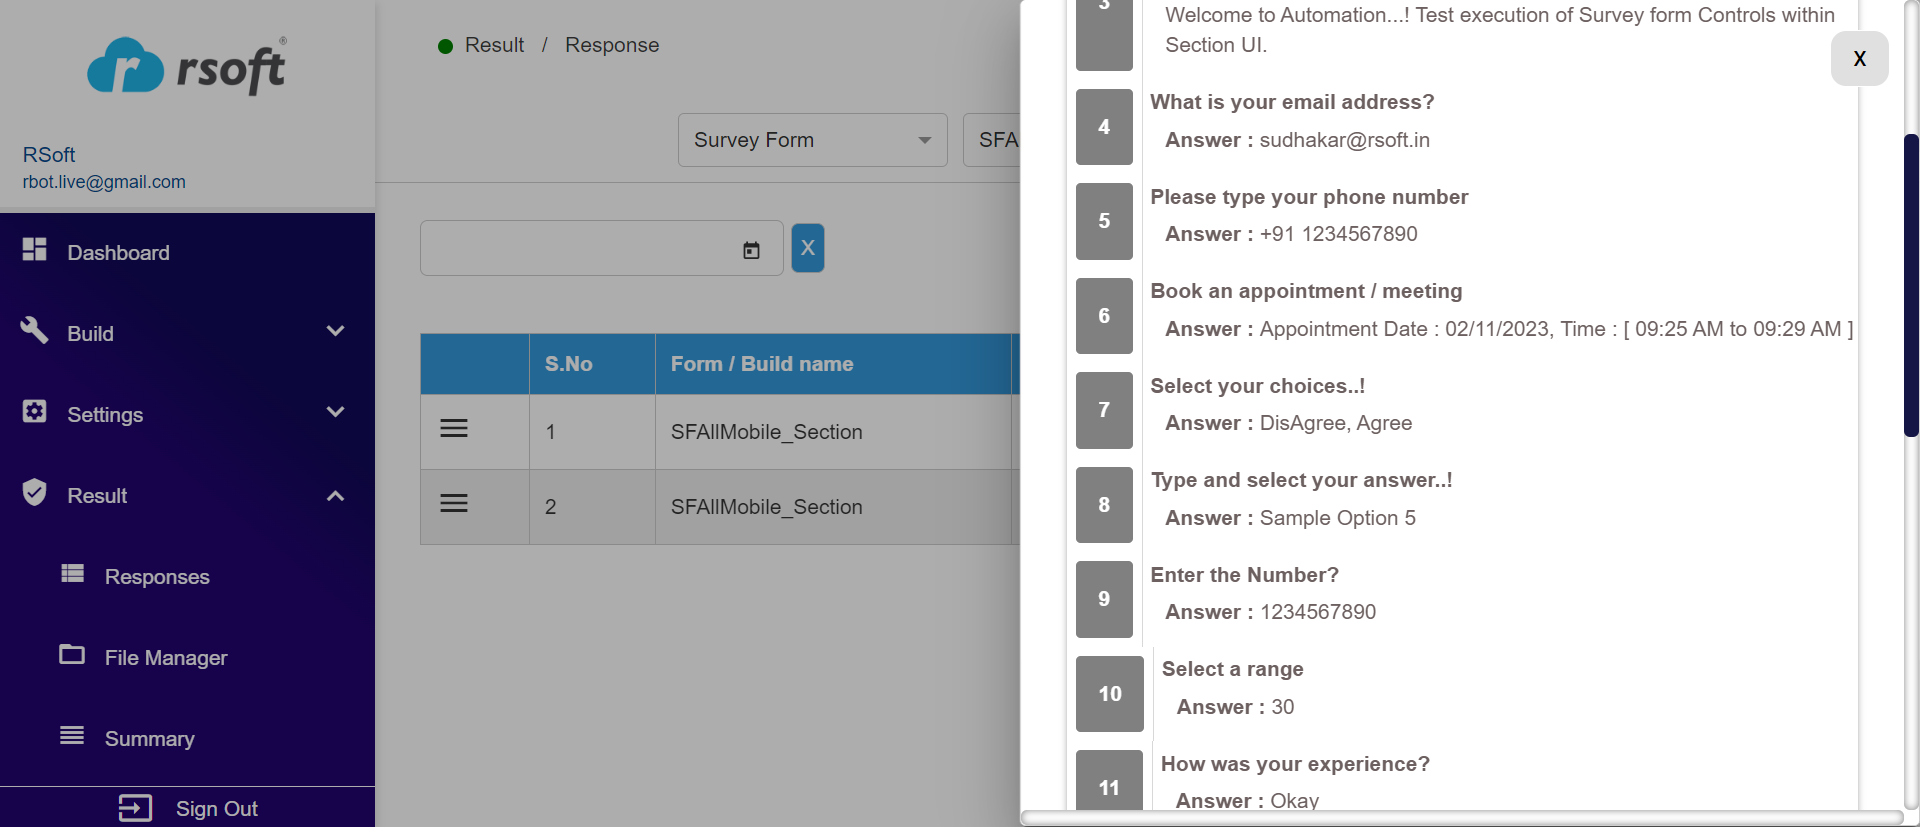 r rsoft®
RSoft
rbot.live@gmail.com
Dashboard
Build
Settings
Result
Responses
File Manager
Summary
Sign Out
Result / Response
Survey Form
SFA
X
S.No
Form / Build name
1
SFAllMobile_Section
2
SFAllMobile_Section
X
3
Welcome to Automation...! Test execution of Survey form Controls within
Section UI.
4
What is your email address?
Answer : sudhakar@rsoft.in
5
Please type your phone number
Answer : +91 1234567890
6
Book an appointment / meeting
Answer : Appointment Date : 02/11/2023, Time : [ 09:25 AM to 09:29 AM ]
7
Select your choices..!
Answer : DisAgree, Agree
8
Type and select your answer..!
Answer : Sample Option 5
9
Enter the Number?
Answer : 1234567890
10
Select a range
Answer : 30
11
How was your experience?
Answer : Okay